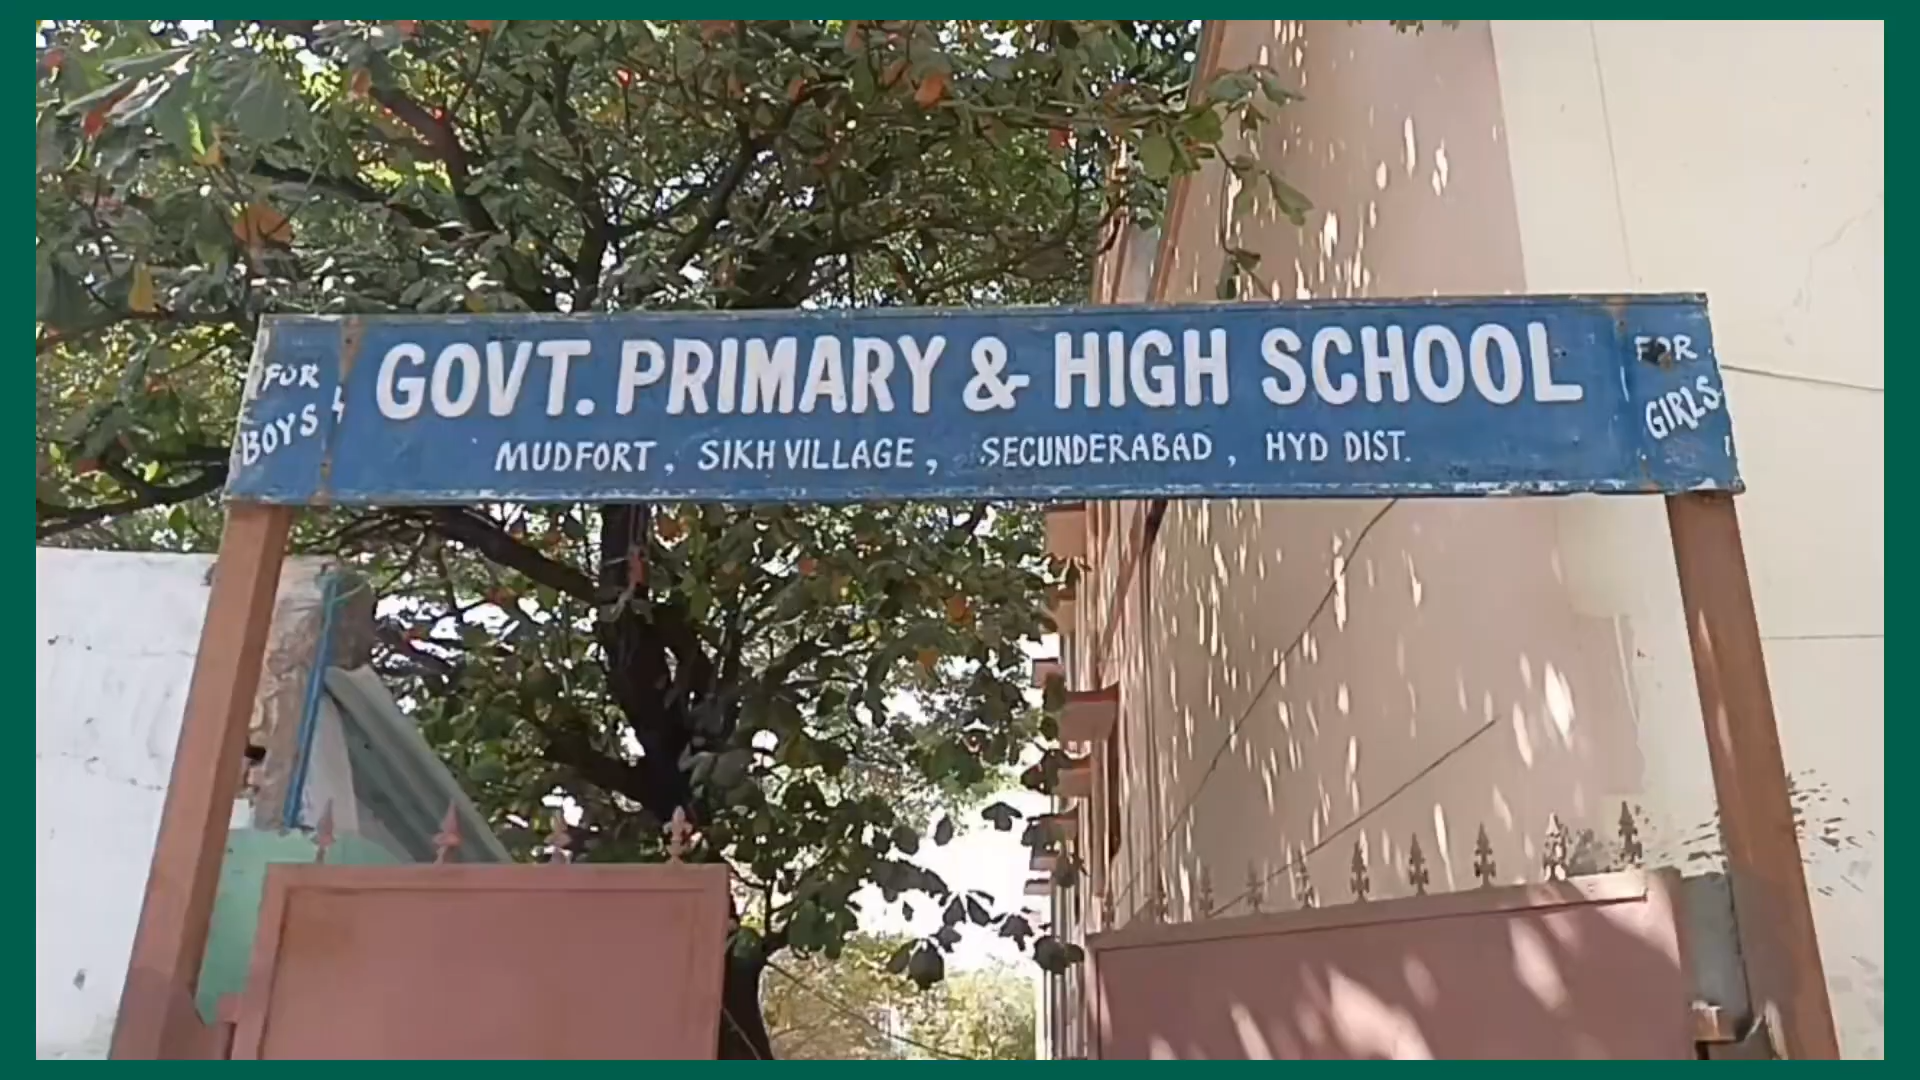 FOR
BOYS
GOVT. PRIMARY & HIGH SCHOOL
MUDFORT, SIKH VILLAGE, SECUNDERABAD, HYD DIST.
FOR
GIRLS